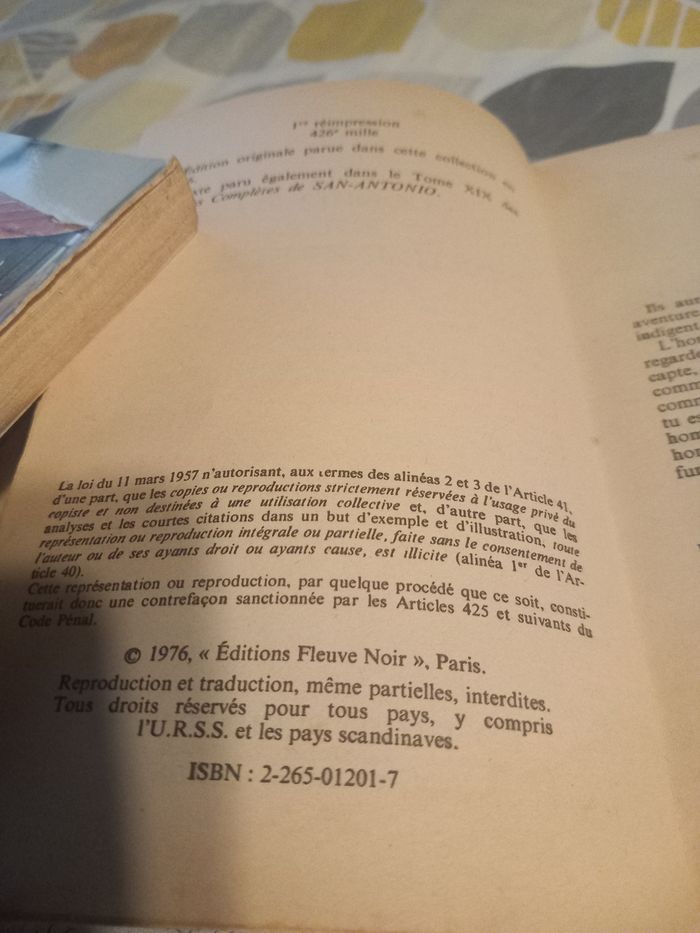 1re réimpression
426e mille
Édition originale parue dans cette collection en
paru également dans le Tome XIX des
Complères de SAN-ANTONIO.
La loi du 11 mars 1957 n'autorisant, aux termes des alinéas 2 et 3 de l'Article 41,
d'une part, que les copies ou reproductions strictement réservées à l'usage privé du
copiste et non destinées à une utilisation collective et, d'autre part, que les
analyses et les courtes citations dans un but d'exemple et d'illustration, toute
représentation ou reproduction intégrale ou partielle, faite sans le consentement de
l'auteur ou de ses ayants droit ou ayants cause, est illicite (alinéa 1er de l'Ar-
ticle 40).
Cette représentation ou reproduction, par quelque procédé que ce soit, consti-
tuerait donc une contrefaçon sanctionnée par les Articles 425 et suivants du
Code Pénal.
© 1976, « Éditions Fleuve Noir », Paris.
Reproduction et traduction, même partielles, interdites.
Tous droits réservés pour tous pays, y compris
l'U.R.S.S. et les pays scandinaves.
ISBN : 2-265-01201-7
Ils aur
aventure
indigent
L'hor
regarde
capte,
comm
comr
tu es
hom
hor
fur